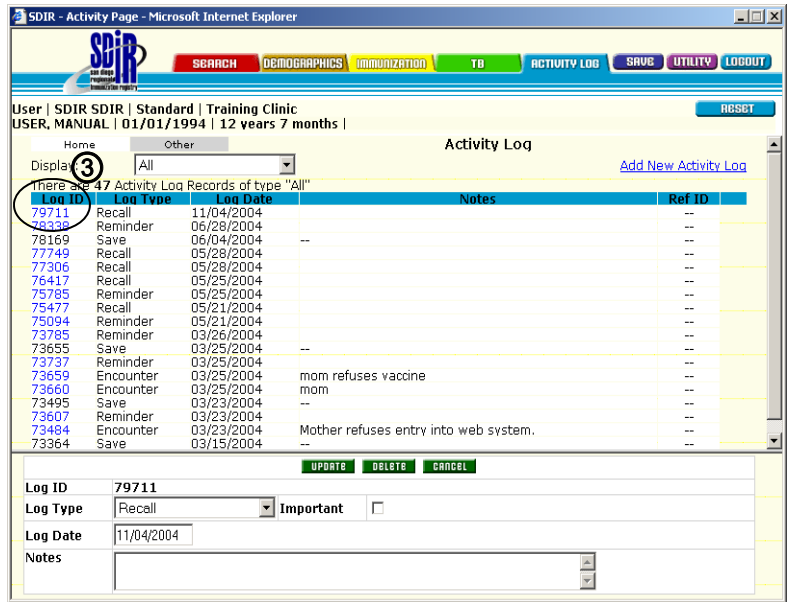 SDIR - Activity Page - Microsoft Internet Explorer
SDiR
san diego
regional
immunization registry
SEARCH DEMOGRAPHICS IMMUNIZATION TB ACTIVITY LOG SAVE UTILITY LOGOUT
User | SDIR SDIR | Standard | Training Clinic RESET
USER, MANUAL | 01/01/1994 | 12 years 7 months |
Home Other Activity Log
Display: 3 All Add New Activity Log
There are 47 Activity Log Records of type "All"
Log ID Log Type Log Date Notes Ref ID
79711 Recall 11/04/2004 --
78338 Reminder 06/28/2004 --
78169 Save 06/04/2004 -- --
77749 Recall 05/28/2004 --
77306 Recall 05/28/2004 --
76417 Recall 05/25/2004 --
75785 Reminder 05/25/2004 --
75477 Recall 05/21/2004 --
75094 Reminder 05/21/2004 --
73785 Reminder 03/26/2004 --
73655 Save 03/25/2004 -- --
73737 Reminder 03/25/2004 --
73659 Encounter 03/25/2004 mom refuses vaccine --
73660 Encounter 03/25/2004 mom --
73495 Save 03/23/2004 -- --
73607 Reminder 03/23/2004 --
73484 Encounter 03/23/2004 Mother refuses entry into web system. --
73364 Save 03/15/2004 -- --
UPDATE DELETE CANCEL
Log ID 79711
Log Type Recall Important
Log Date 11/04/2004
Notes